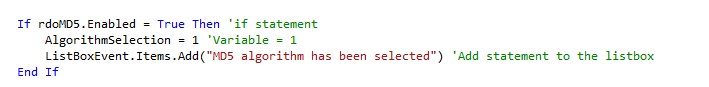 If rdoMD5.Enabled = True Then 'if statement
    AlgorithmSelection = 1 'Variable = 1
    ListBoxEvent.Items.Add("MD5 algorithm has been selected") 'Add statement to the listbox
End If